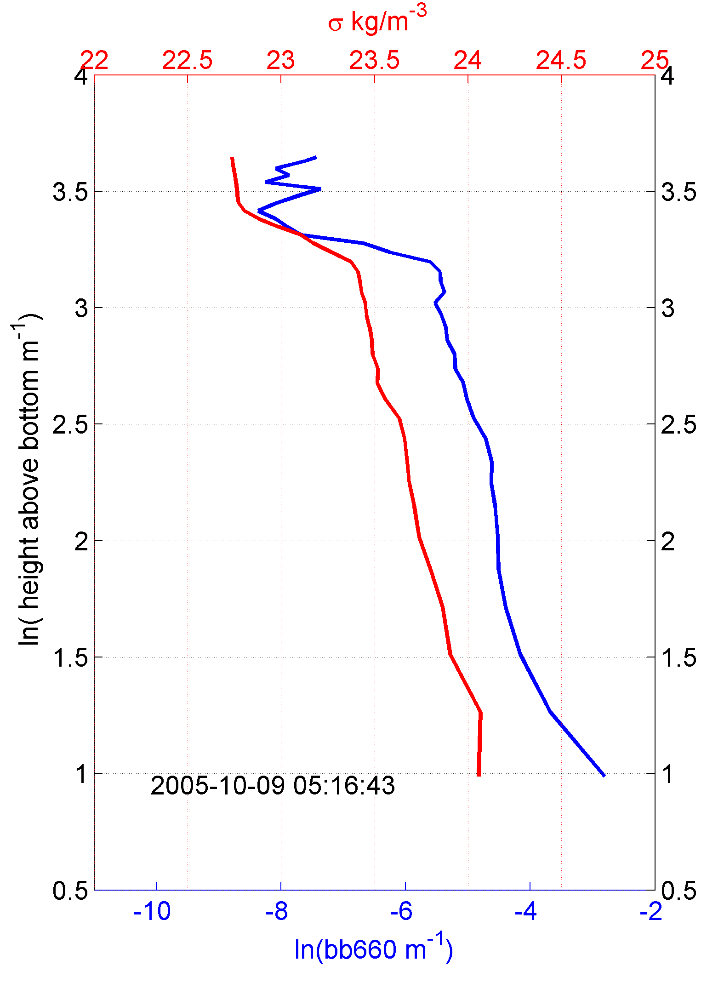 σ kg/m-3
22 22.5 23 23.5 24 24.5 25
4 4
3.5 3.5
3 3
2.5 2.5
2 2
1.5 1.5
1 1
0.5 0.5
ln( height above bottom m-1)
2005-10-09 05:16:43
-10 -8 -6 -4 -2
ln(bb660 m-1)